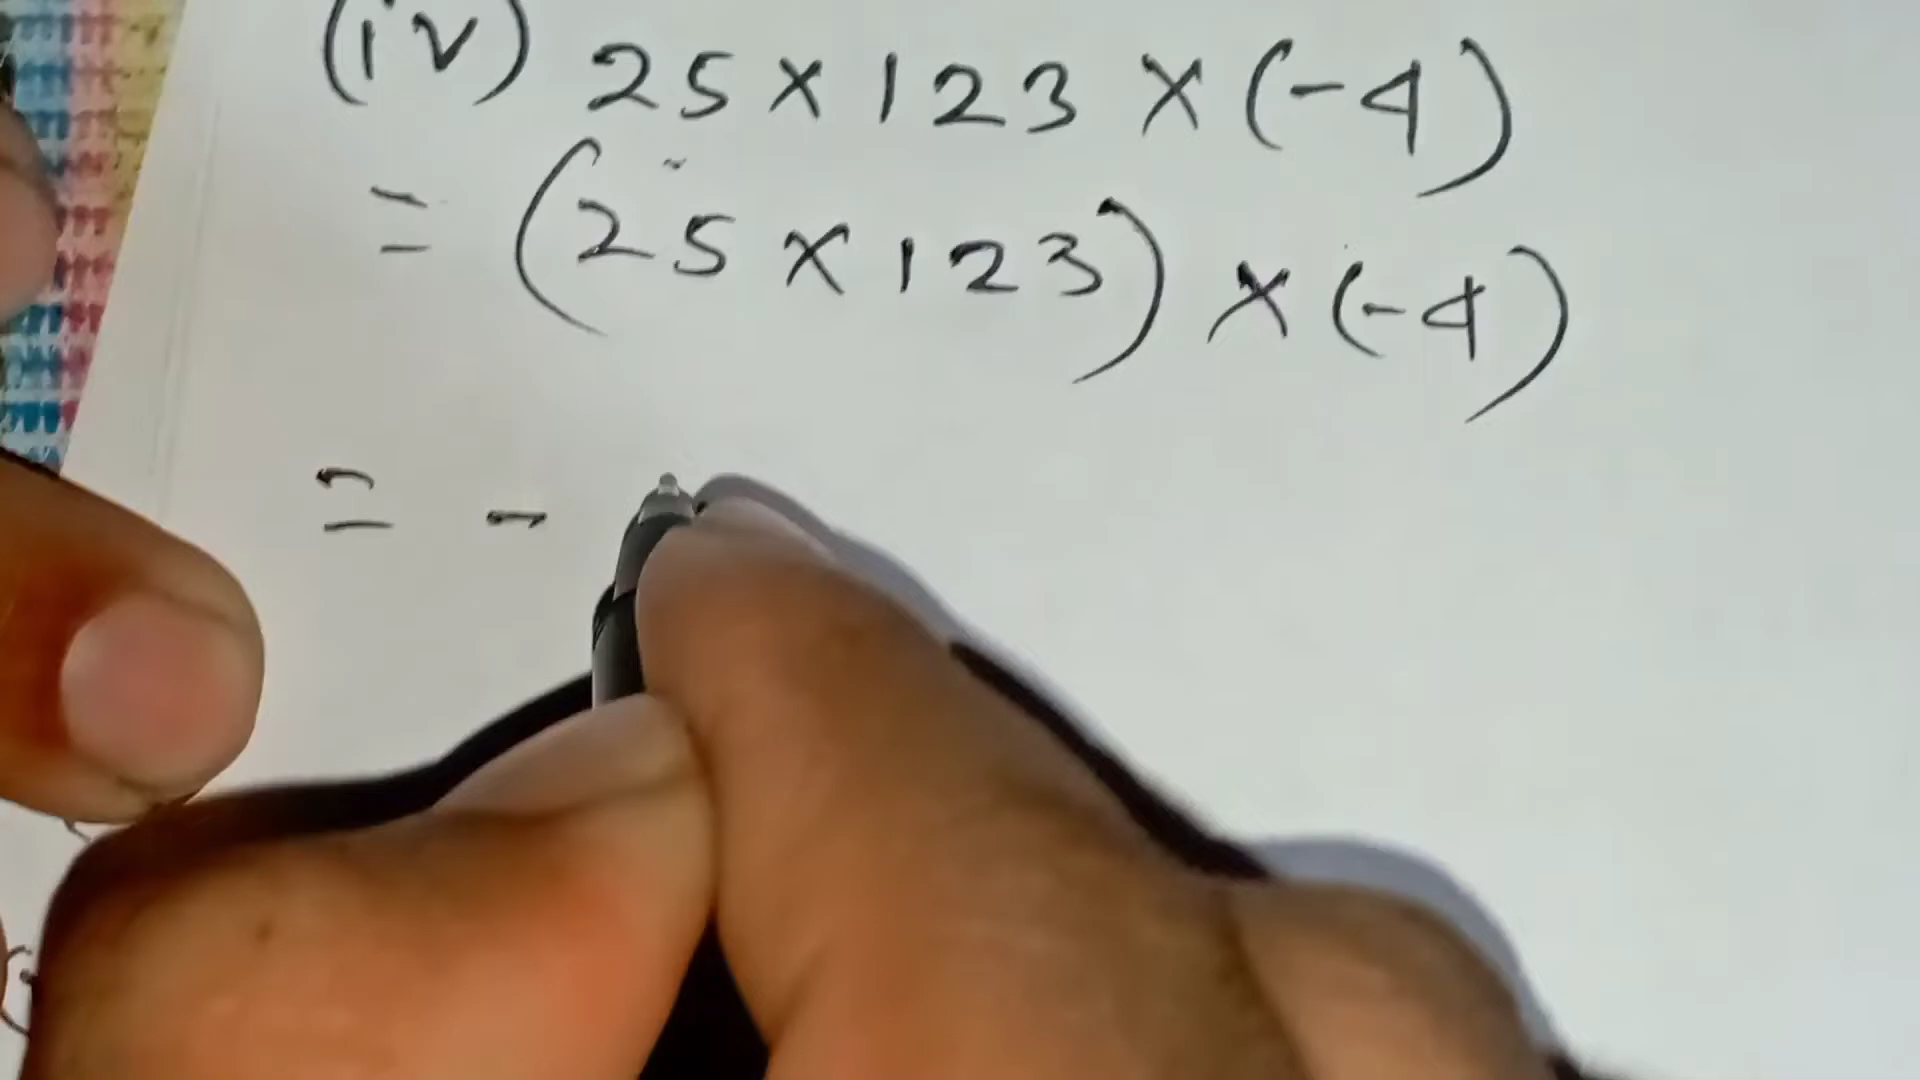 (iv) 25 × 123 × (-4)
= (25 × 123) × (-4)
= -